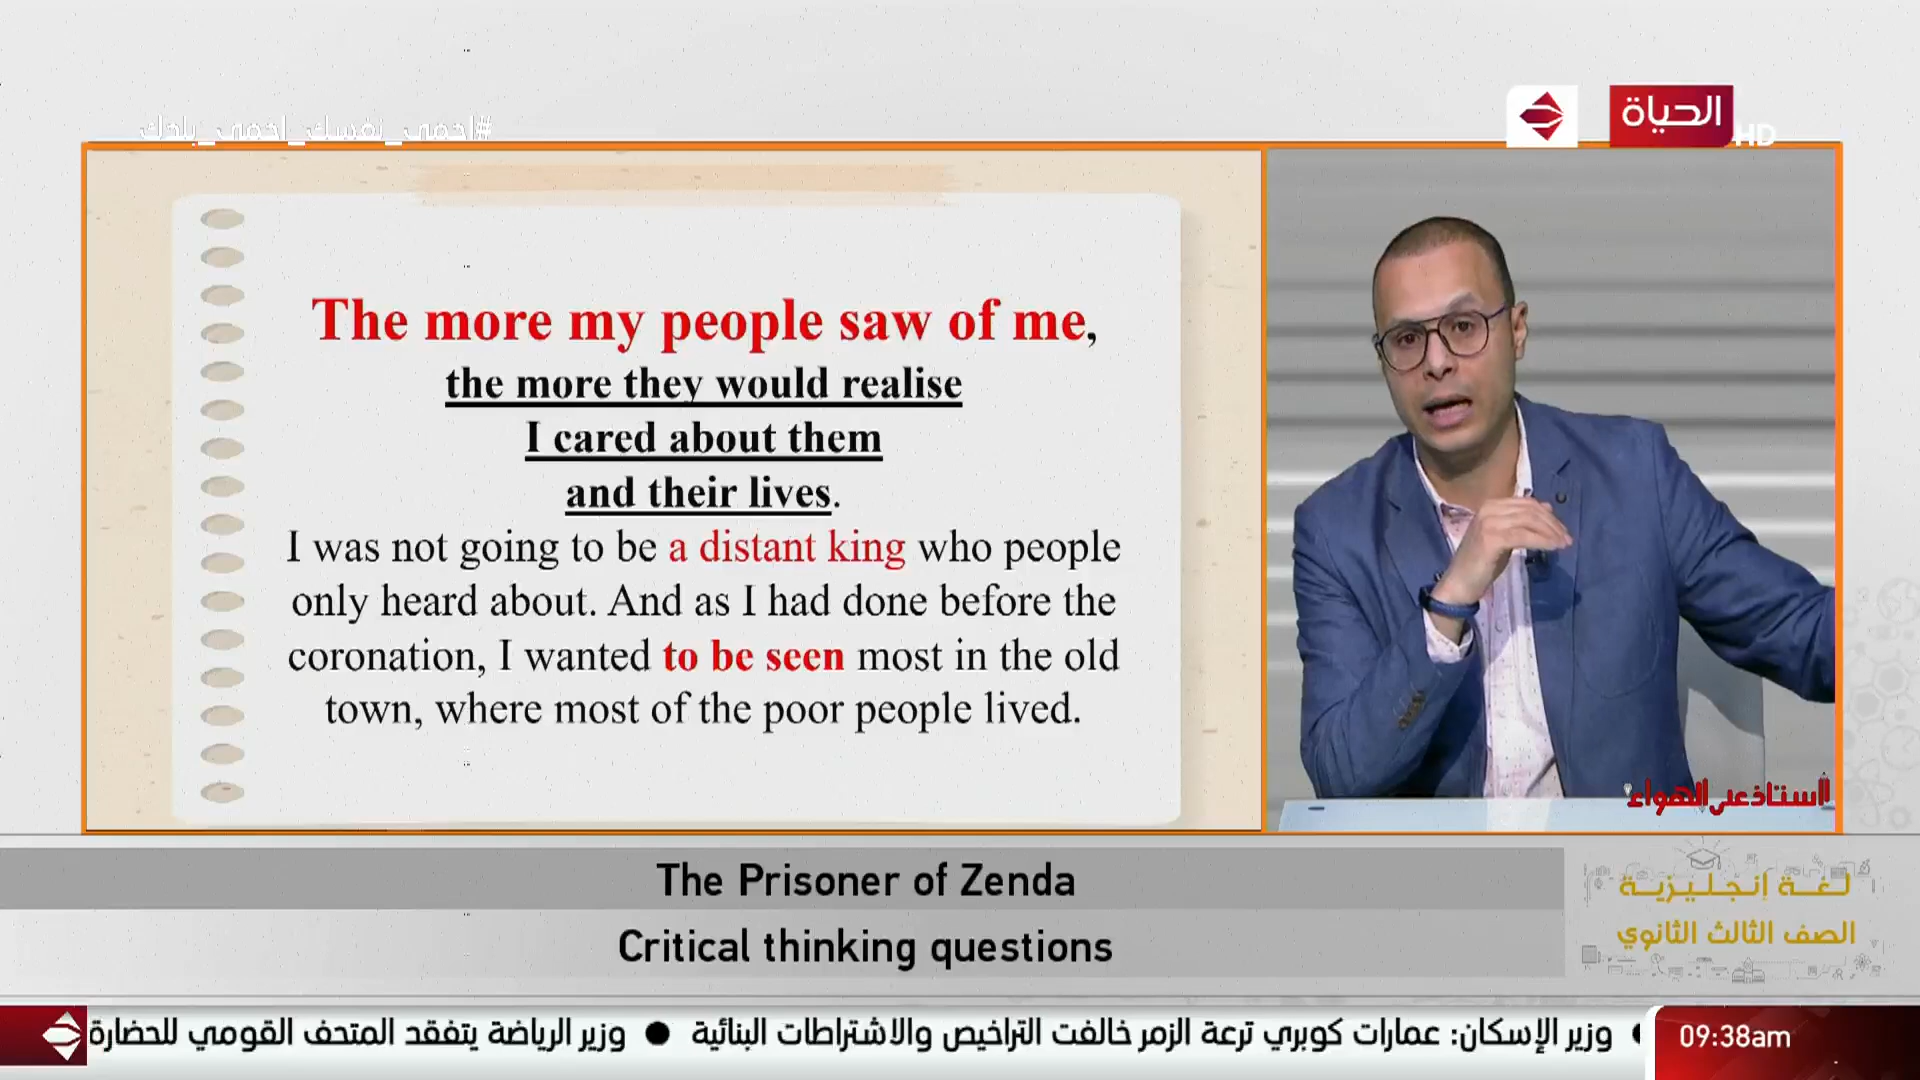 #احمي_نفسك_احمي_بلدك
الحياة
HD
The more my people saw of me,
the more they would realise
I cared about them
and their lives.
I was not going to be a distant king who people
only heard about. And as I had done before the
coronation, I wanted to be seen most in the old
town, where most of the poor people lived.
#أستاذ على الهواء
The Prisoner of Zenda
Critical thinking questions
لغة إنجليزية
الصف الثالث الثانوي
وزير الإسكان: عمارات كوبري ترعة الزمر خالفت التراخيص والاشتراطات البنائية ● وزير الرياضة يتفقد المتحف القومي للحضارة
09:38am